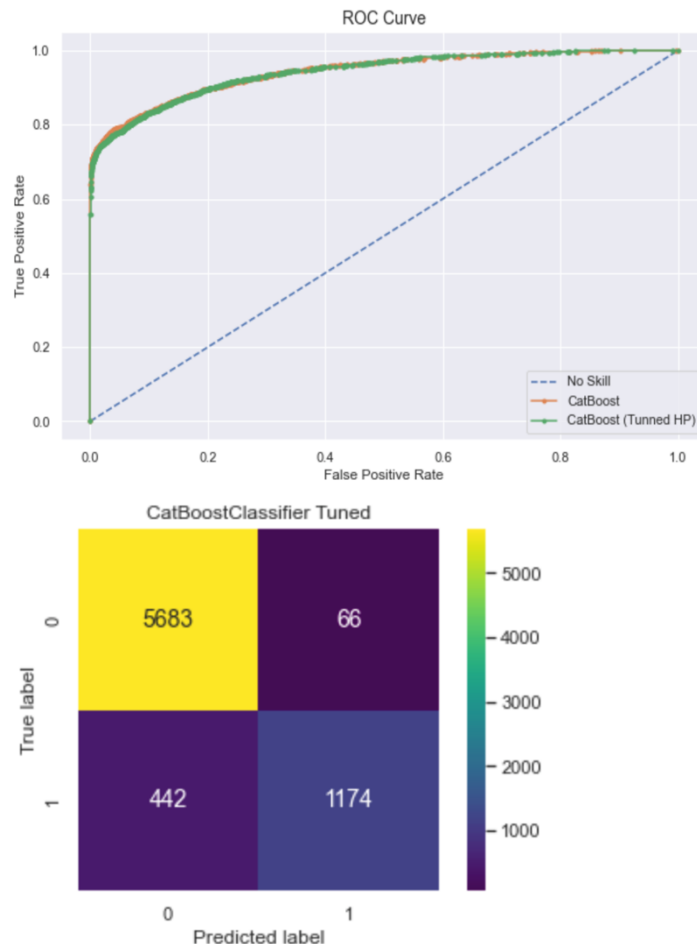 ROC Curve
1.0
0.8
0.6
0.4
0.2
0.0
True Positive Rate
No Skill
CatBoost
CatBoost (Tunned HP)
0.0 0.2 0.4 0.6 0.8 1.0
False Positive Rate
CatBoostClassifier Tuned
True label
0
1
5683 66
442 1174
0 1
Predicted label
5000
4000
3000
2000
1000